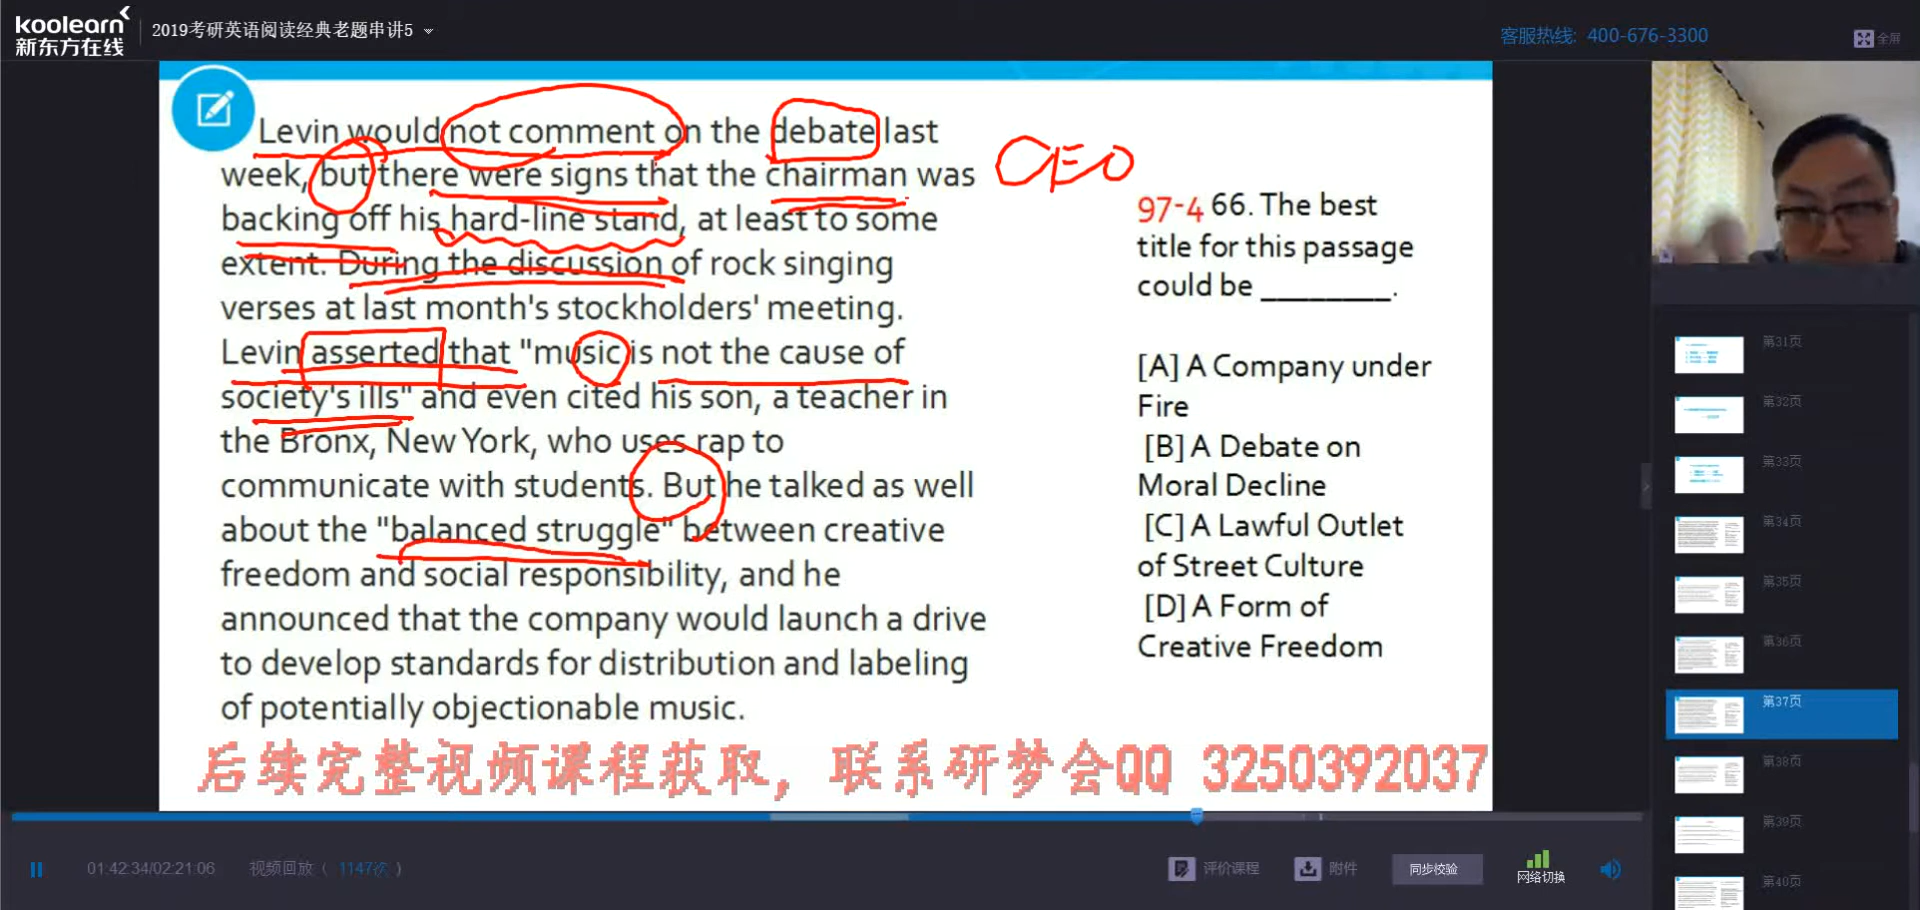 koolearn
新东方在线
2019考研英语阅读经典老题串讲5
客服热线: 400-676-3300
全屏
Levin would not comment on the debate last
week, but there were signs that the chairman was
backing off his hard-line stand, at least to some
extent. During the discussion of rock singing
verses at last month's stockholders' meeting.
Levin asserted that "music is not the cause of
society's ills" and even cited his son, a teacher in
the Bronx, New York, who uses rap to
communicate with students. But he talked as well
about the "balanced struggle" between creative
freedom and social responsibility, and he
announced that the company would launch a drive
to develop standards for distribution and labeling
of potentially objectionable music.
CEO
97-4 66. The best
title for this passage
could be ________.
[A] A Company under
Fire
[B] A Debate on
Moral Decline
[C] A Lawful Outlet
of Street Culture
[D] A Form of
Creative Freedom
后续完整视频课程获取，联系研梦会QQ 3250392037
第31页
第32页
第33页
第34页
第35页
第36页
第37页
第38页
第39页
第40页
01:42:34/02:21:06
视频回放（ 1147次 ）
评价课程
附件
同步校验
网络切换